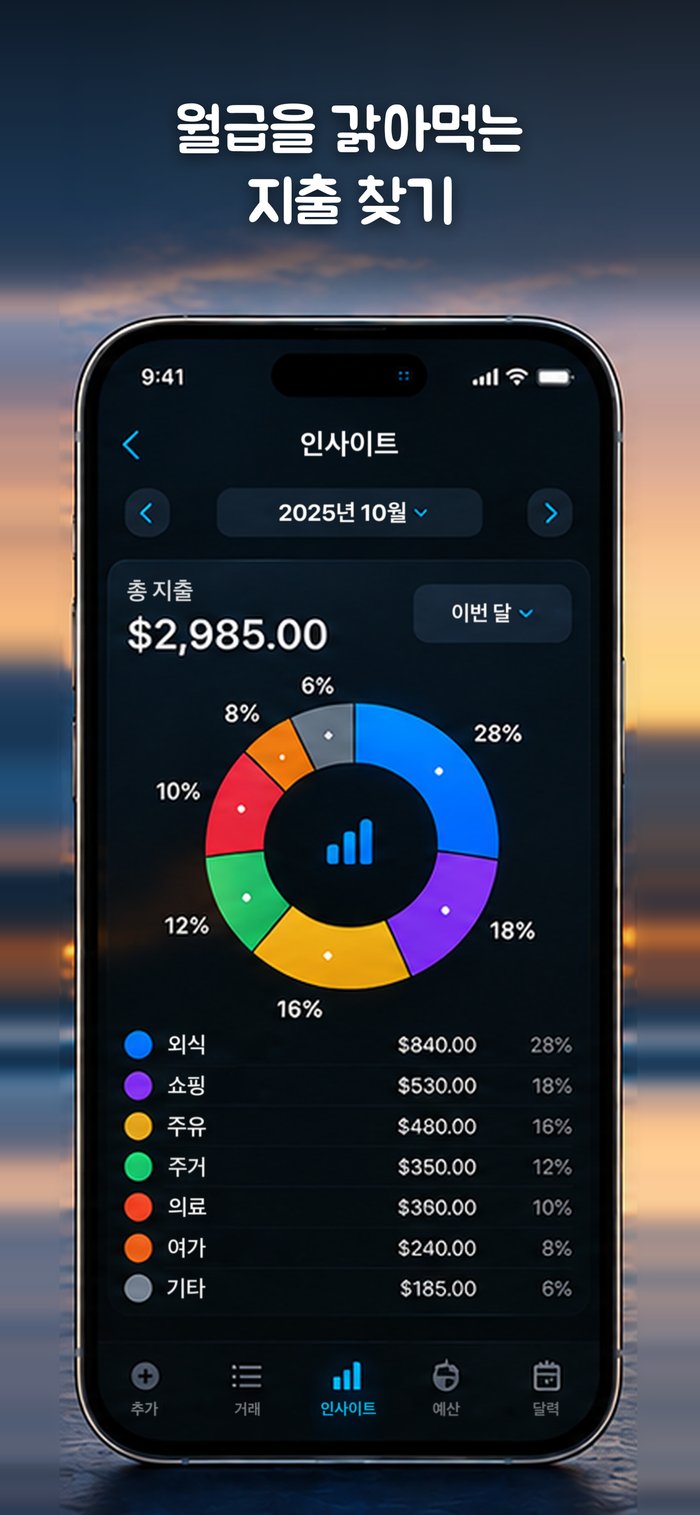 월급을 갉아먹는
지출 찾기
9:41
인사이트
2025년 10월
총 지출
$2,985.00
이번 달
6%
8%
28%
10%
12%
18%
16%
외식 $840.00 28%
쇼핑 $530.00 18%
주유 $480.00 16%
주거 $350.00 12%
의료 $360.00 10%
여가 $240.00 8%
기타 $185.00 6%
추가 거래 인사이트 예산 달력